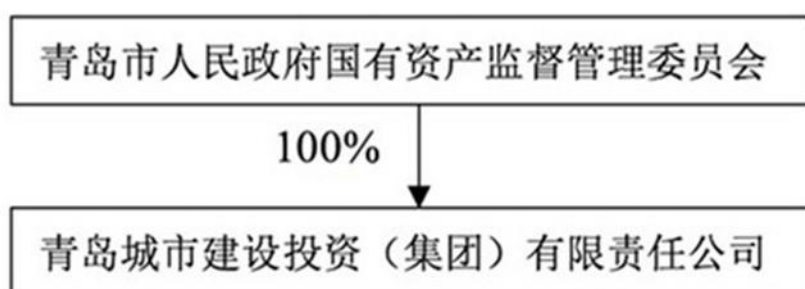 青岛市人民政府国有资产监督管理委员会
100%
青岛城市建设投资（集团）有限责任公司